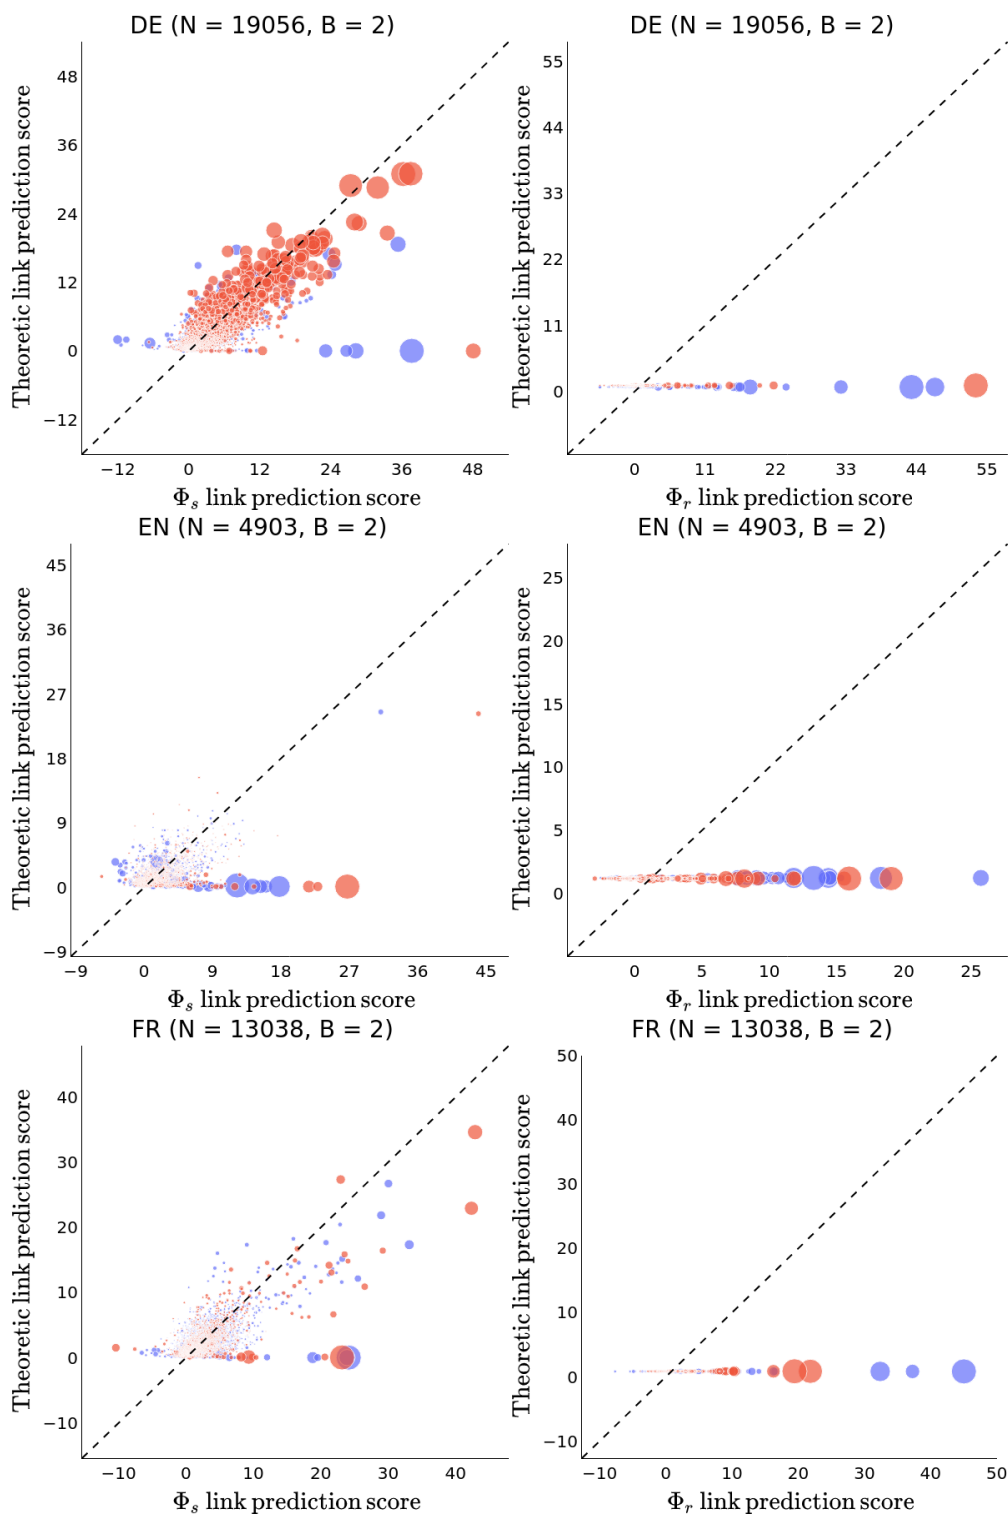 DE (N = 19056, B = 2)
Theoretic link prediction score
48
36
24
12
0
−12
−12 0 12 24 36 48
Φs link prediction score
DE (N = 19056, B = 2)
Theoretic link prediction score
55
44
33
22
11
0
0 11 22 33 44 55
Φr link prediction score
EN (N = 4903, B = 2)
Theoretic link prediction score
45
36
27
18
9
0
−9
−9 0 9 18 27 36 45
Φs link prediction score
EN (N = 4903, B = 2)
Theoretic link prediction score
25
20
15
10
5
0
0 5 10 15 20 25
Φr link prediction score
FR (N = 13038, B = 2)
Theoretic link prediction score
40
30
20
10
0
−10
−10 0 10 20 30 40
Φs link prediction score
FR (N = 13038, B = 2)
Theoretic link prediction score
50
40
30
20
10
0
−10
−10 0 10 20 30 40 50
Φr link prediction score